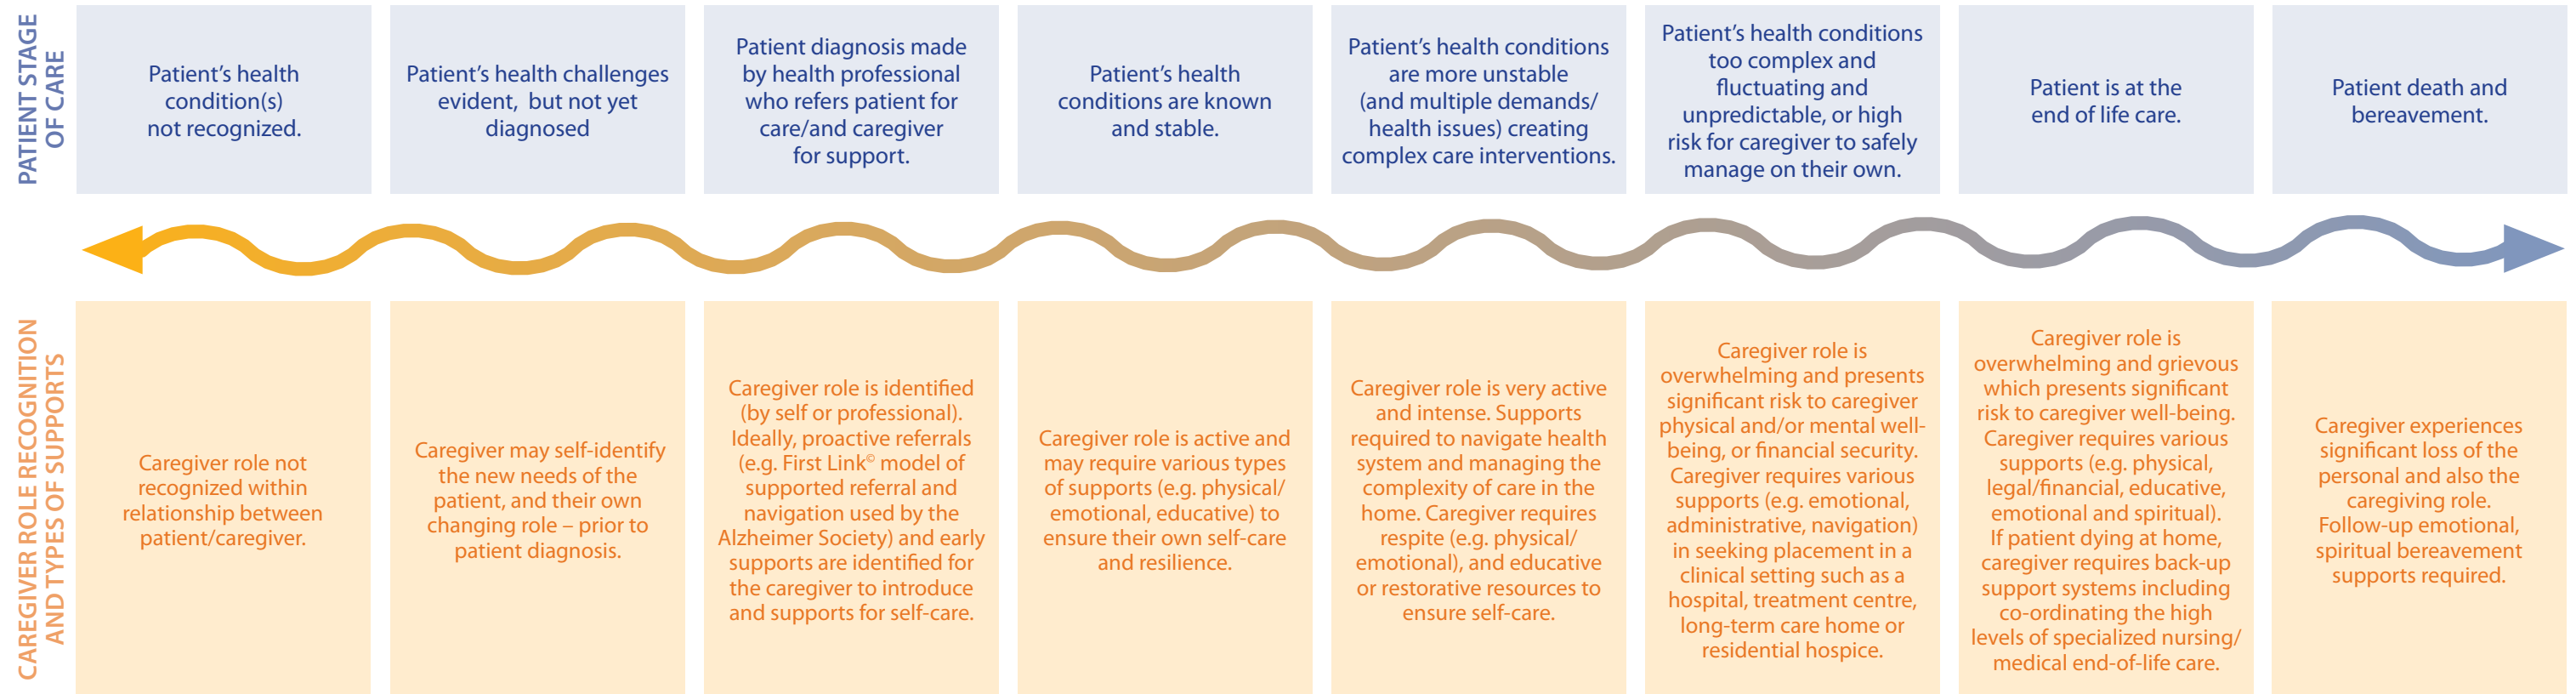 PATIENT STAGE
OF CARE
Patient's health
condition(s)
not recognized.
Patient's health challenges
evident, but not yet
diagnosed
Patient diagnosis made
by health professional
who refers patient for
care/and caregiver
for support.
Patient's health
conditions are known
and stable.
Patient's health conditions
are more unstable
(and multiple demands/
health issues) creating
complex care interventions.
Patient's health conditions
too complex and
fluctuating and
unpredictable, or high
risk for caregiver to safely
manage on their own.
Patient is at the
end of life care.
Patient death and
bereavement.
CAREGIVER ROLE RECOGNITION
AND TYPES OF SUPPORTS
Caregiver role not
recognized within
relationship between
patient/caregiver.
Caregiver may self-identify
the new needs of the
patient, and their own
changing role – prior to
patient diagnosis.
Caregiver role is identified
(by self or professional).
Ideally, proactive referrals
(e.g. First Link© model of
supported referral and
navigation used by the
Alzheimer Society) and early
supports are identified for
the caregiver to introduce
and supports for self-care.
Caregiver role is active and
may require various types
of supports (e.g. physical/
emotional, educative) to
ensure their own self-care
and resilience.
Caregiver role is very active
and intense. Supports
required to navigate health
system and managing the
complexity of care in the
home. Caregiver requires
respite (e.g. physical/
emotional), and educative
or restorative resources to
ensure self-care.
Caregiver role is
overwhelming and presents
significant risk to caregiver
physical and/or mental well-
being, or financial security.
Caregiver requires various
supports (e.g. emotional,
administrative, navigation)
in seeking placement in a
clinical setting such as a
hospital, treatment centre,
long-term care home or
residential hospice.
Caregiver role is
overwhelming and grievous
which presents significant
risk to caregiver well-being.
Caregiver requires various
supports (e.g. physical,
legal/financial, educative,
emotional and spiritual).
If patient dying at home,
caregiver requires back-up
support systems including
co-ordinating the high
levels of specialized nursing/
medical end-of-life care.
Caregiver experiences
significant loss of the
personal and also the
caregiving role.
Follow-up emotional,
spiritual bereavement
supports required.